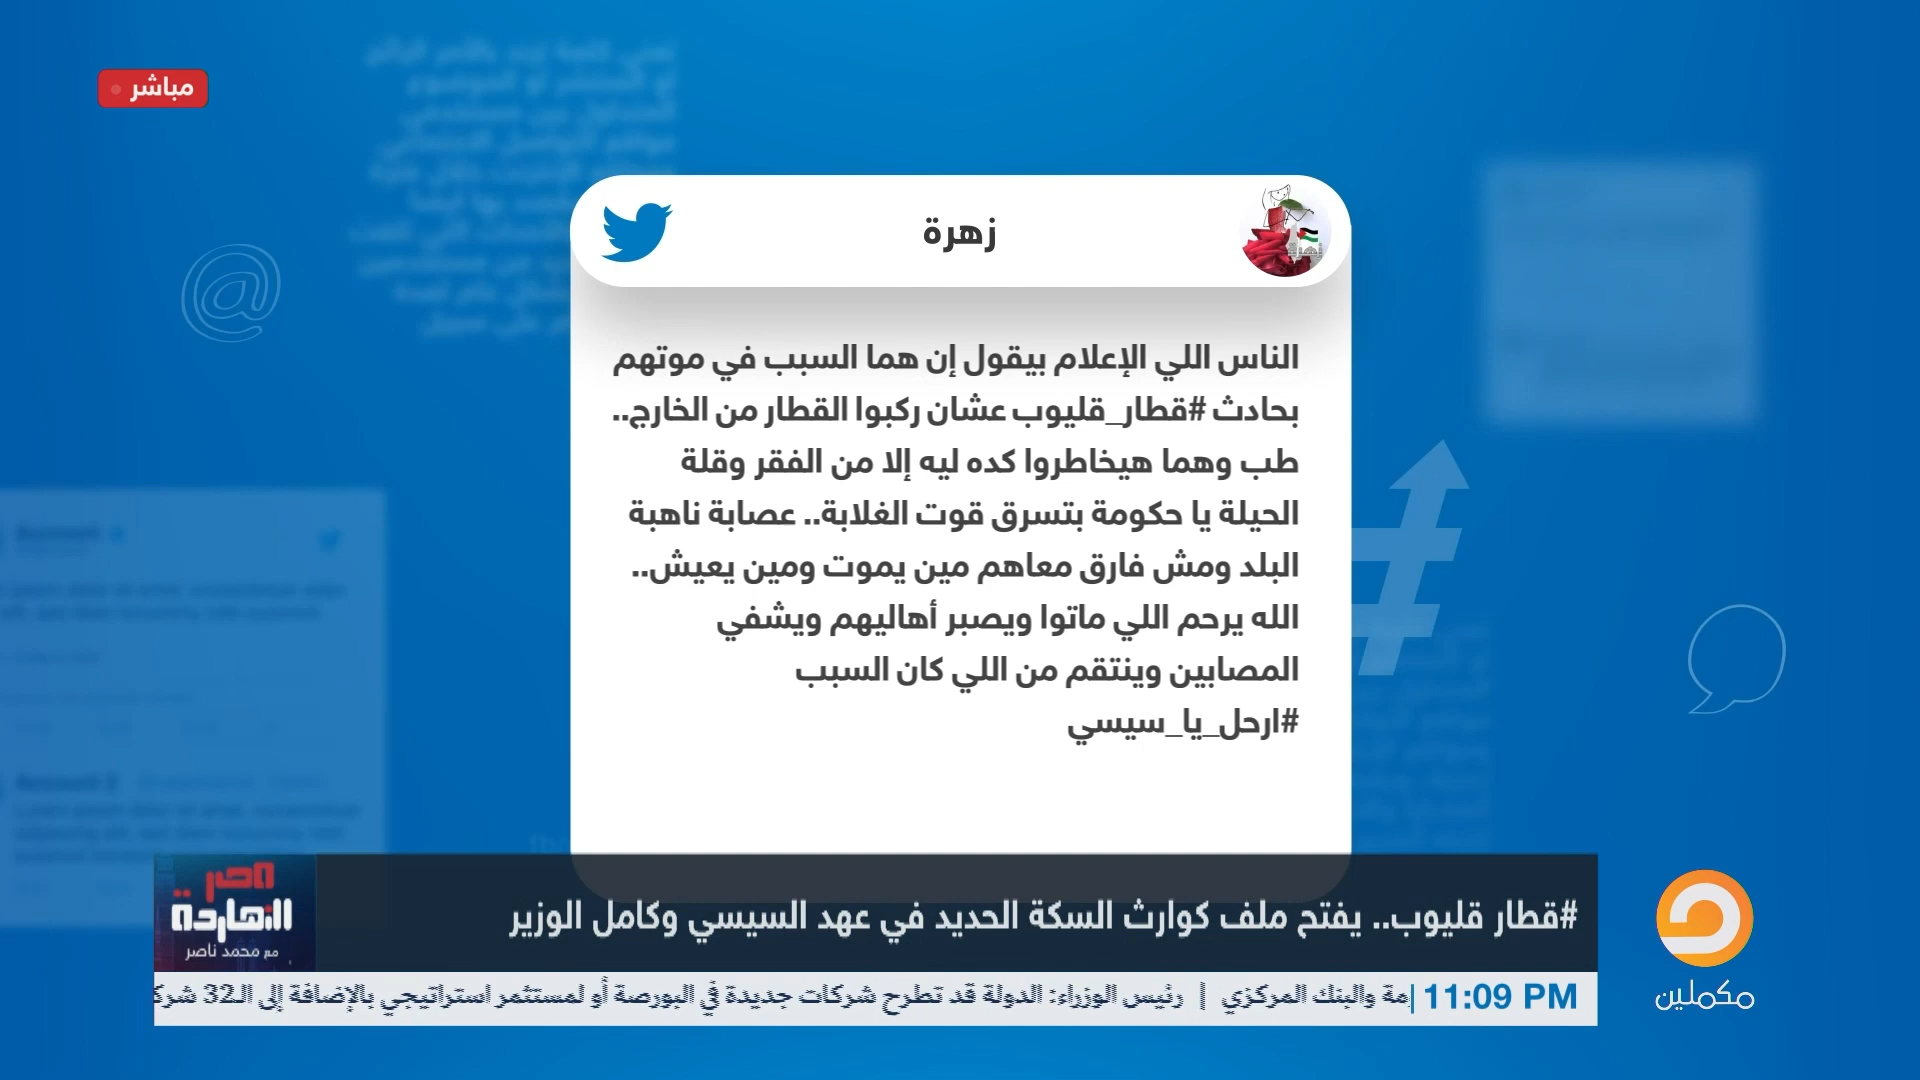 مباشر
زهرة
الناس اللي الإعلام بيقول إن هما السبب في موتهم
بحادث #قطار_قليوب عشان ركبوا القطار من الخارج..
طب وهما هيخاطروا كده ليه إلا من الفقر وقلة
الحيلة يا حكومة بتسرق قوت الغلابة.. عصابة ناهبة
البلد ومش فارق معاهم مين يموت ومين يعيش..
الله يرحم اللي ماتوا ويصبر أهاليهم ويشفي
المصابين وينتقم من اللي كان السبب
#ارحل_يا_سيسي
#قطار قليوب.. يفتح ملف كوارث السكة الحديد في عهد السيسي وكامل الوزير
مصر
النهاردة
مع محمد ناصر
11:09 PM
والبنك المركزي | رئيس الوزراء: الدولة قد تطرح شركات جديدة في البورصة أو لمستثمر استراتيجي بالإضافة إلى الـ32
مكملين